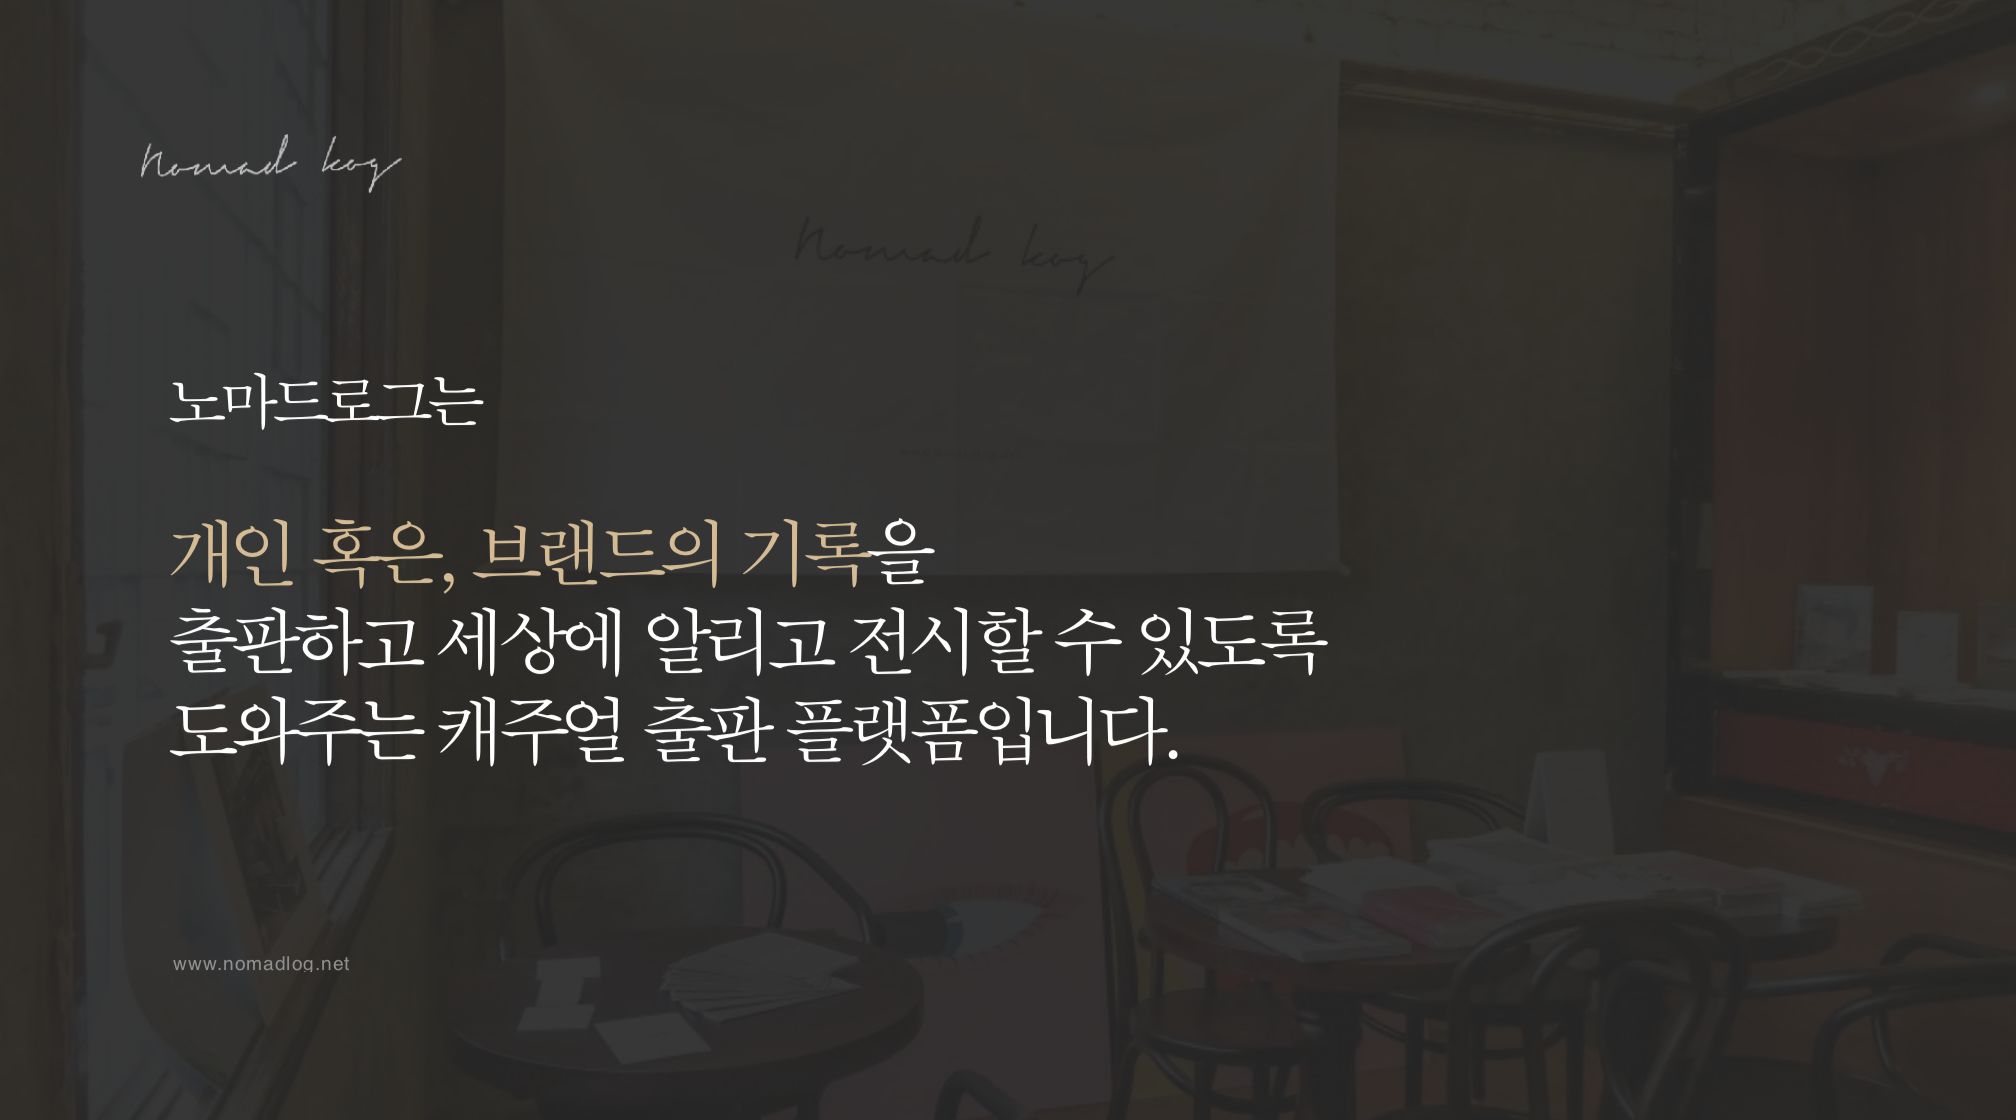 Nomad log
Nomad log
노마드로그는
개인 혹은, 브랜드의 기록을
출판하고 세상에 알리고 전시할 수 있도록
도와주는 캐주얼 출판 플랫폼입니다.
www.nomadlog.net